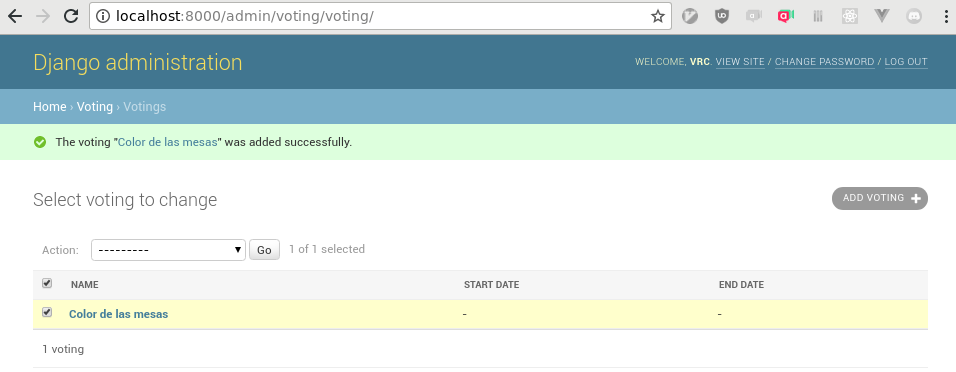 localhost:8000/admin/voting/voting/
Django administration
WELCOME, VRC. VIEW SITE / CHANGE PASSWORD / LOG OUT
Home › Voting › Votings
The voting "Color de las mesas" was added successfully.
Select voting to change
ADD VOTING +
Action: --------- Go 1 of 1 selected
NAME START DATE END DATE
Color de las mesas - -
1 voting